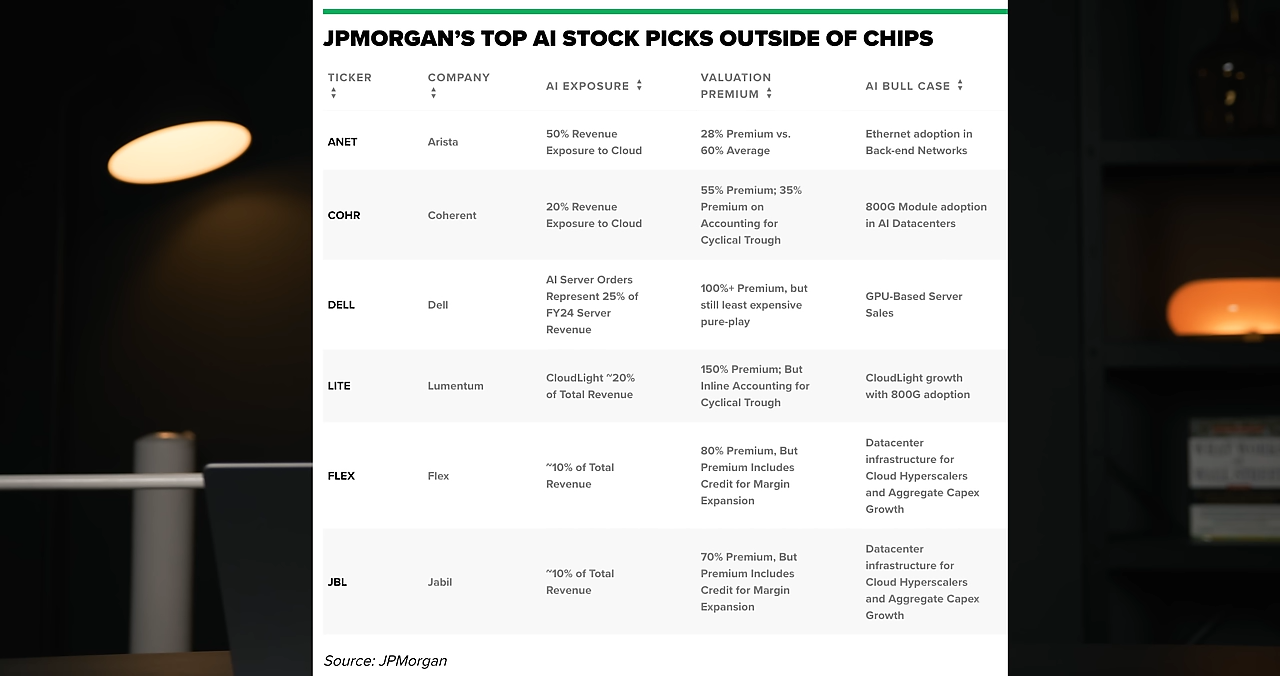 JPMORGAN'S TOP AI STOCK PICKS OUTSIDE OF CHIPS
TICKER
COMPANY
AI EXPOSURE
VALUATION
PREMIUM
AI BULL CASE
ANET
Arista
50% Revenue
Exposure to Cloud
28% Premium vs.
60% Average
Ethernet adoption in
Back-end Networks
COHR
Coherent
20% Revenue
Exposure to Cloud
55% Premium; 35%
Premium on
Accounting for
Cyclical Trough
800G Module adoption
in AI Datacenters
DELL
Dell
AI Server Orders
Represent 25% of
FY24 Server
Revenue
100%+ Premium, but
still least expensive
pure-play
GPU-Based Server
Sales
LITE
Lumentum
CloudLight ~20%
of Total Revenue
150% Premium; But
Inline Accounting for
Cyclical Trough
CloudLight growth
with 800G adoption
FLEX
Flex
~10% of Total
Revenue
80% Premium, But
Premium Includes
Credit for Margin
Expansion
Datacenter
infrastructure for
Cloud Hyperscalers
and Aggregate Capex
Growth
JBL
Jabil
~10% of Total
Revenue
70% Premium, But
Premium Includes
Credit for Margin
Expansion
Datacenter
infrastructure for
Cloud Hyperscalers
and Aggregate Capex
Growth
Source: JPMorgan